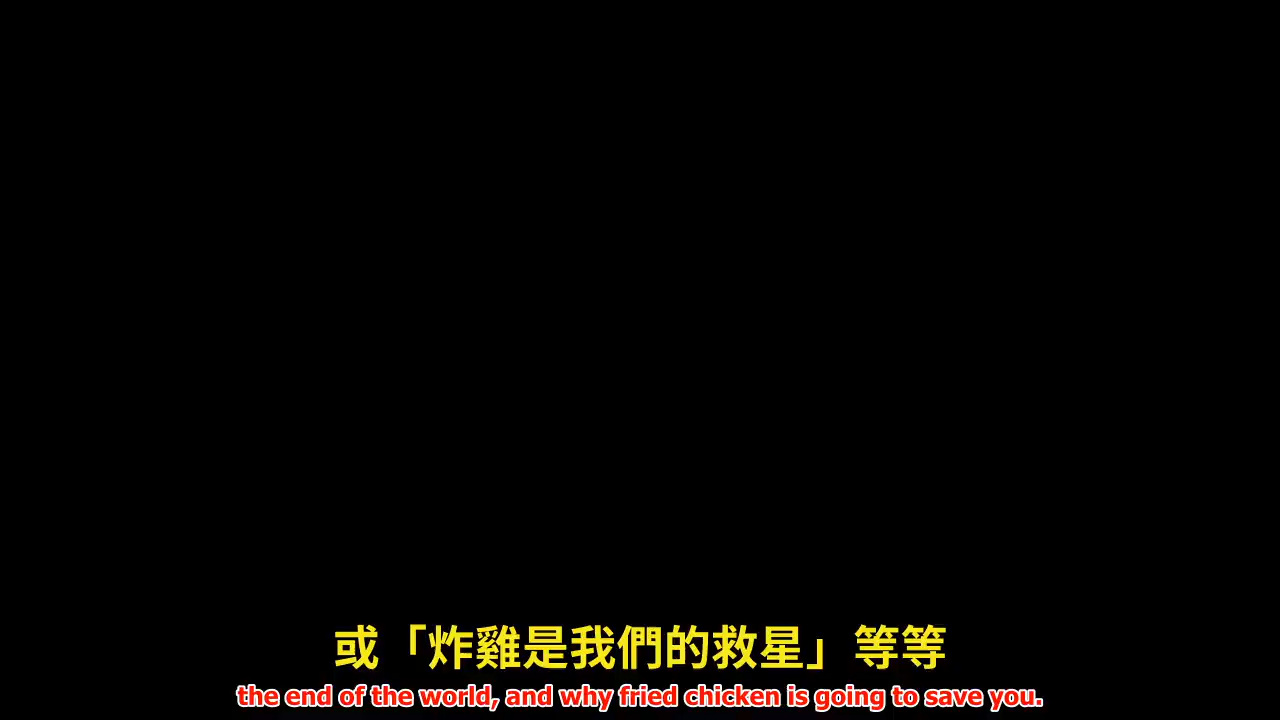 或「炸雞是我們的救星」等等
the end of the world, and why fried chicken is going to save you.